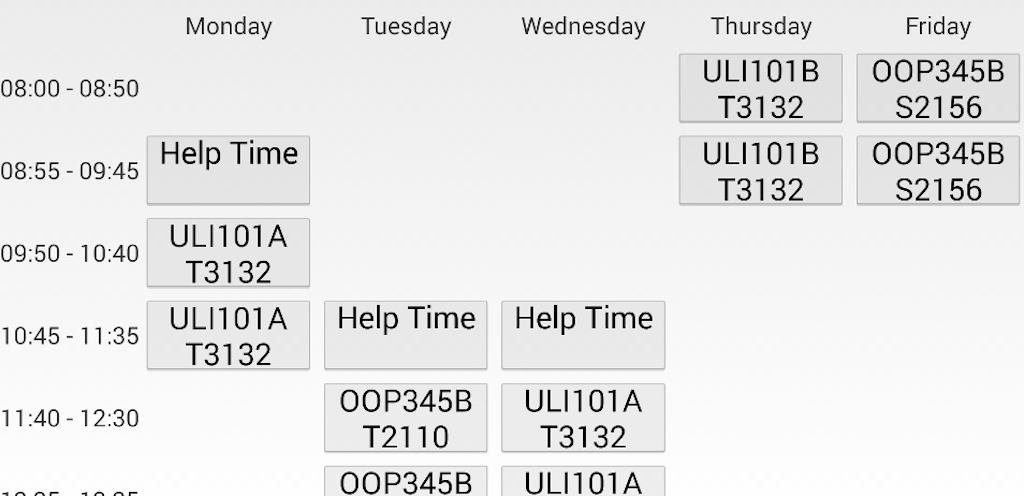 Monday Tuesday Wednesday Thursday Friday
08:00 - 08:50
ULI101B OOP345B
T3132 S2156
08:55 - 09:45
Help Time ULI101B OOP345B
T3132 S2156
09:50 - 10:40
ULI101A
T3132
10:45 - 11:35
ULI101A Help Time Help Time
T3132
11:40 - 12:30
OOP345B ULI101A
T2110 T3132
OOP345B ULI101A